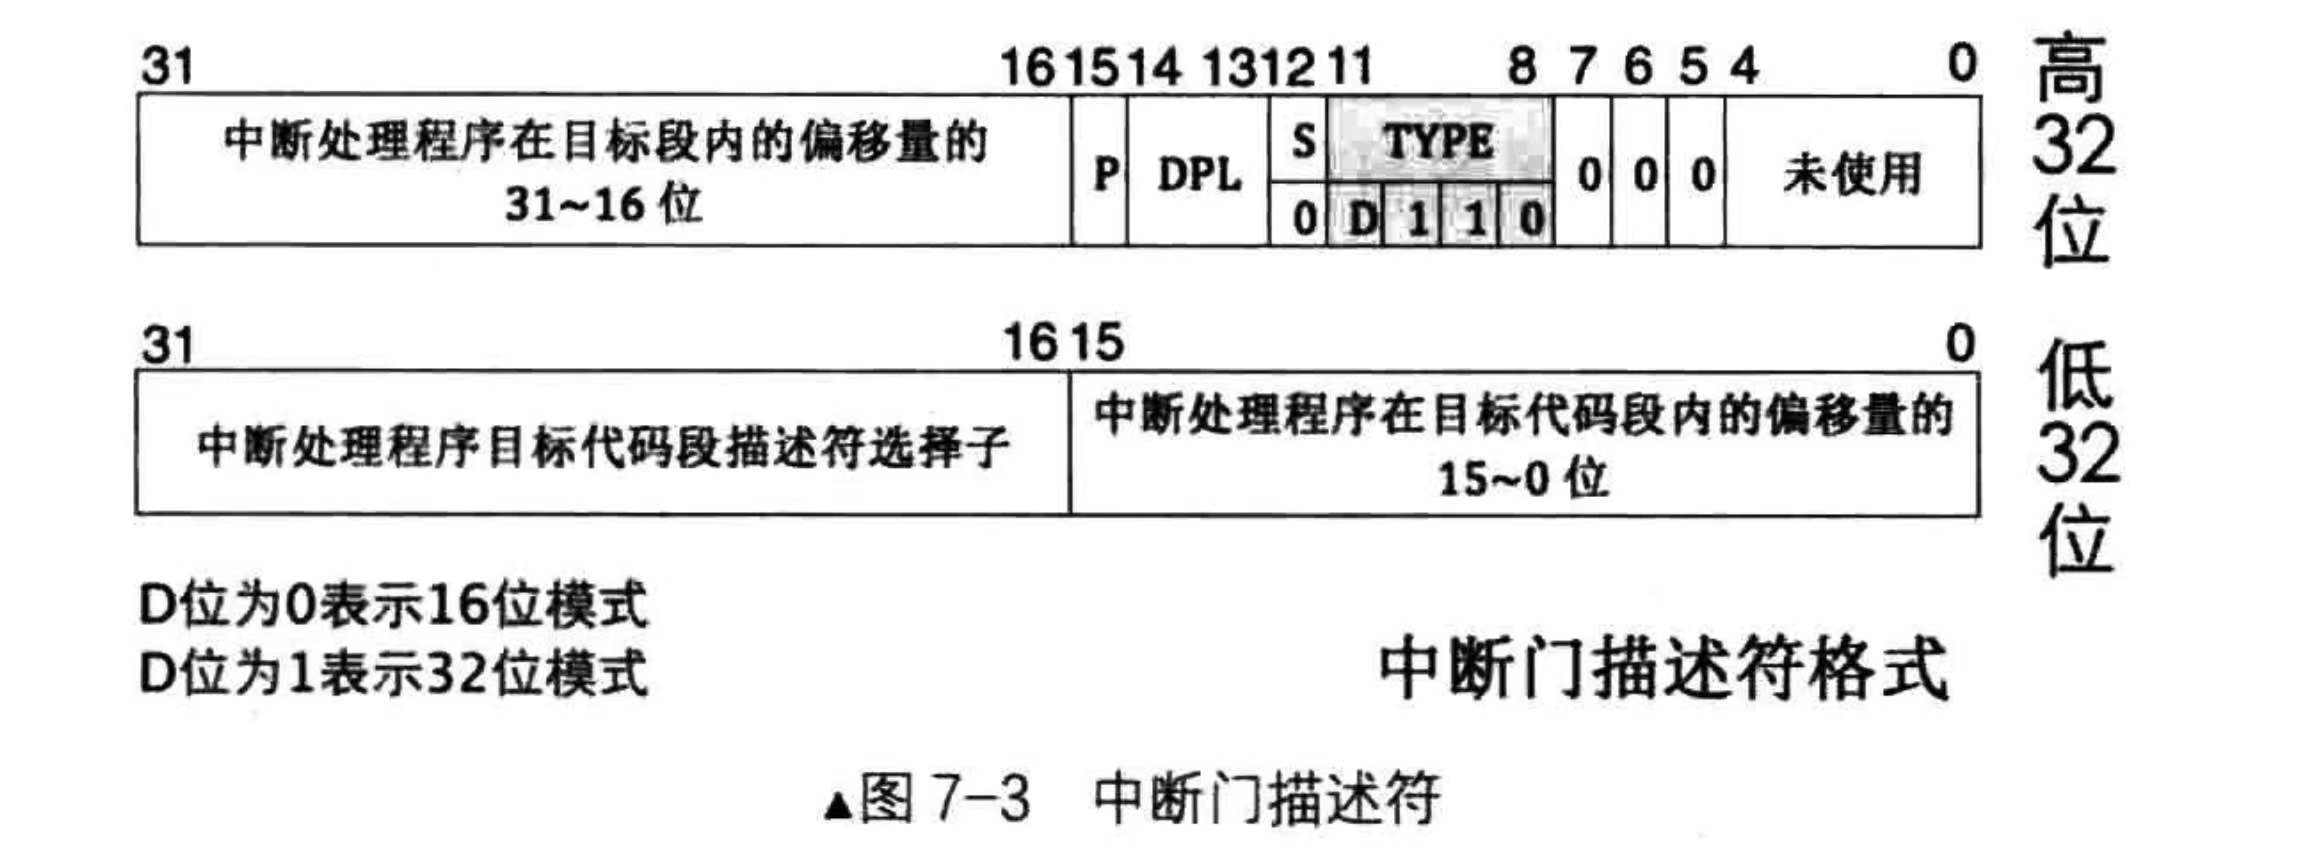 31 16 15 14 13 12 11 8 7 6 5 4 0
中断处理程序在目标段内的偏移量的
31~16 位
P DPL S TYPE 0 0 0 未使用
0 D 1 1 0
高32位
31 16 15 0
中断处理程序目标代码段描述符选择子
中断处理程序在目标代码段内的偏移量的
15~0 位
低32位
D位为0表示16位模式
D位为1表示32位模式
中断门描述符格式
▲图 7-3 中断门描述符